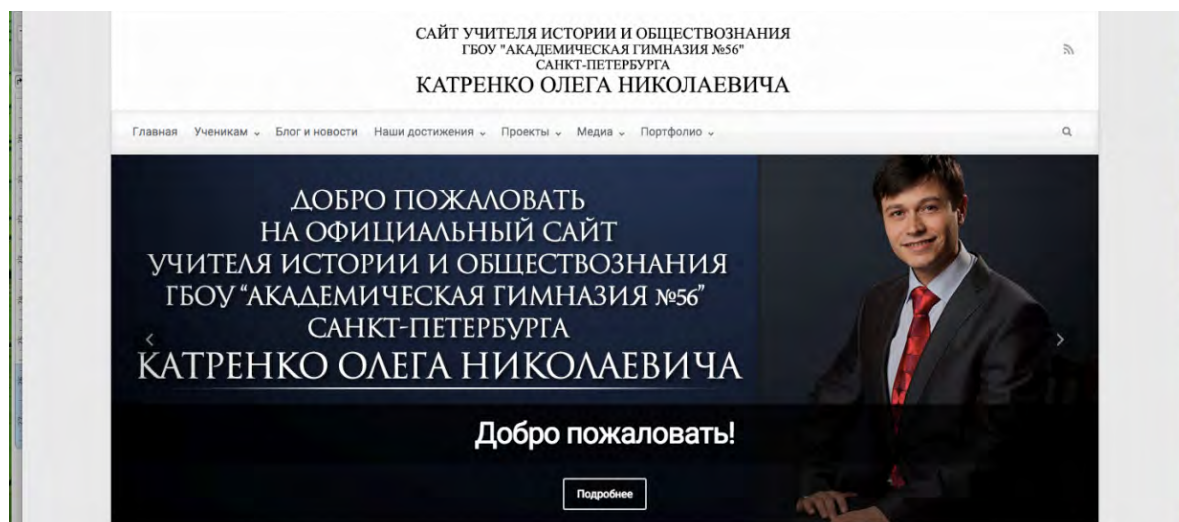 САЙТ УЧИТЕЛЯ ИСТОРИИ И ОБЩЕСТВОЗНАНИЯ
ГБОУ "АКАДЕМИЧЕСКАЯ ГИМНАЗИЯ №56"
САНКТ-ПЕТЕРБУРГА
КАТРЕНКО ОЛЕГА НИКОЛАЕВИЧА
Главная Ученикам Блог и новости Наши достижения Проекты Медиа Портфолио
ДОБРО ПОЖАЛОВАТЬ
НА ОФИЦИАЛЬНЫЙ САЙТ
УЧИТЕЛЯ ИСТОРИИ И ОБЩЕСТВОЗНАНИЯ
ГБОУ “АКАДЕМИЧЕСКАЯ ГИМНАЗИЯ №56”
САНКТ-ПЕТЕРБУРГА
КАТРЕНКО ОЛЕГА НИКОЛАЕВИЧА
Добро пожаловать!
Подробнее